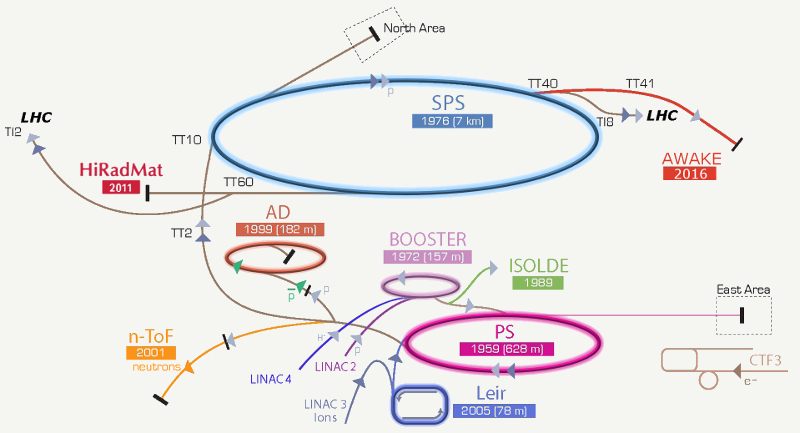 North Area
TT40
TT41
p
SPS
1976 (7 km)
LHC
TI2
TI8
LHC
TT10
AWAKE
2016
HiRadMat
2011
TT60
AD
1999 (182 m)
TT2
BOOSTER
1972 (157 m)
ISOLDE
1989
p
p
East Area
n-ToF
2001
neutrons
H-
p
PS
1959 (628 m)
LINAC 4
LINAC 2
CTF3
e-
LINAC 3
Ions
Leir
2005 (78 m)